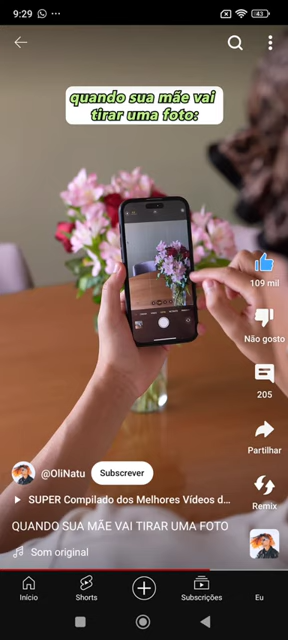 9:29
43
quando sua mãe vai
tirar uma foto:
109 mil
Não gosto
205
Partilhar
Remix
@OliNatu
Subscrever
SUPER Compilado dos Melhores Vídeos d...
QUANDO SUA MÃE VAI TIRAR UMA FOTO
Som original
Início
Shorts
Subscrições
Eu